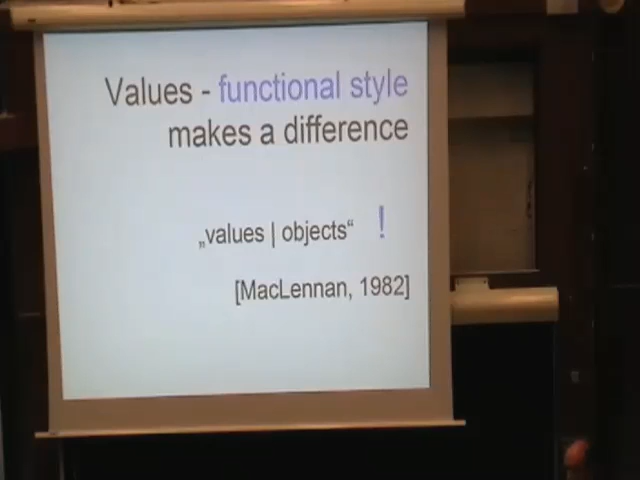 Values - functional style
makes a difference
„values | objects“ !
[MacLennan, 1982]